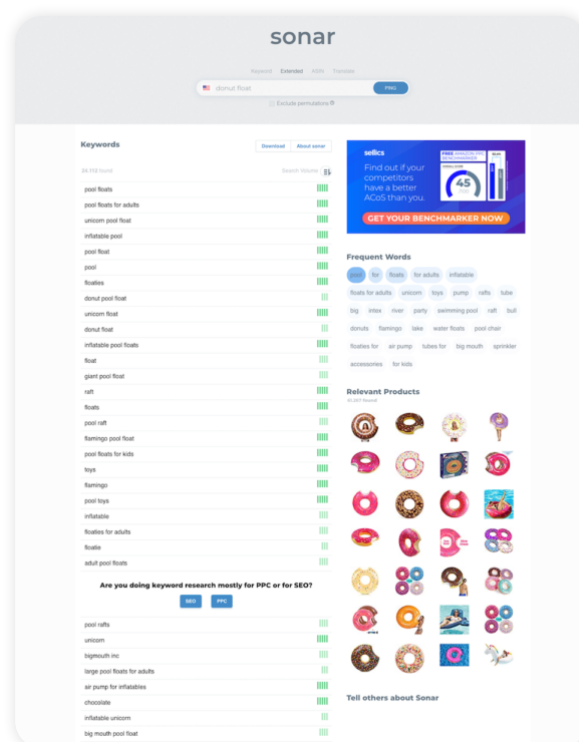 sonar
Keyword Extended ASIN Translate
donut float
PING
Exclude permutations
Keywords
Download About sonar
Search Volume
pool floats
pool floats for adults
unicorn pool float
inflatable pool
pool float
pool
floaties
donut pool float
unicorn float
donut float
inflatable pool floats
float
giant pool float
raft
floats
pool raft
flamingo pool float
pool floats for kids
toys
flamingo
pool toys
inflatable
floaties for adults
floatie
adult pool floats
Are you doing keyword research mostly for PPC or for SEO?
SEO PPC
pool rafts
unicorn
bigmouth inc
large pool floats for adults
air pump for inflatables
chocolate
inflatable unicorn
big mouth pool float
sellics
Find out if your
competitors
have a better
ACoS than you.
FREE AMAZON PPC
BENCHMARKER
45
GET YOUR BENCHMARKER NOW
Frequent Words
pool for floats for adults inflatable
floats for adults unicorn toys pump rafts tube
big intex river party swimming pool raft bull
donuts flamingo lake water floats pool chair
floaties for air pump tubes for big mouth sprinkler
accessories for kids
Relevant Products
Tell others about Sonar